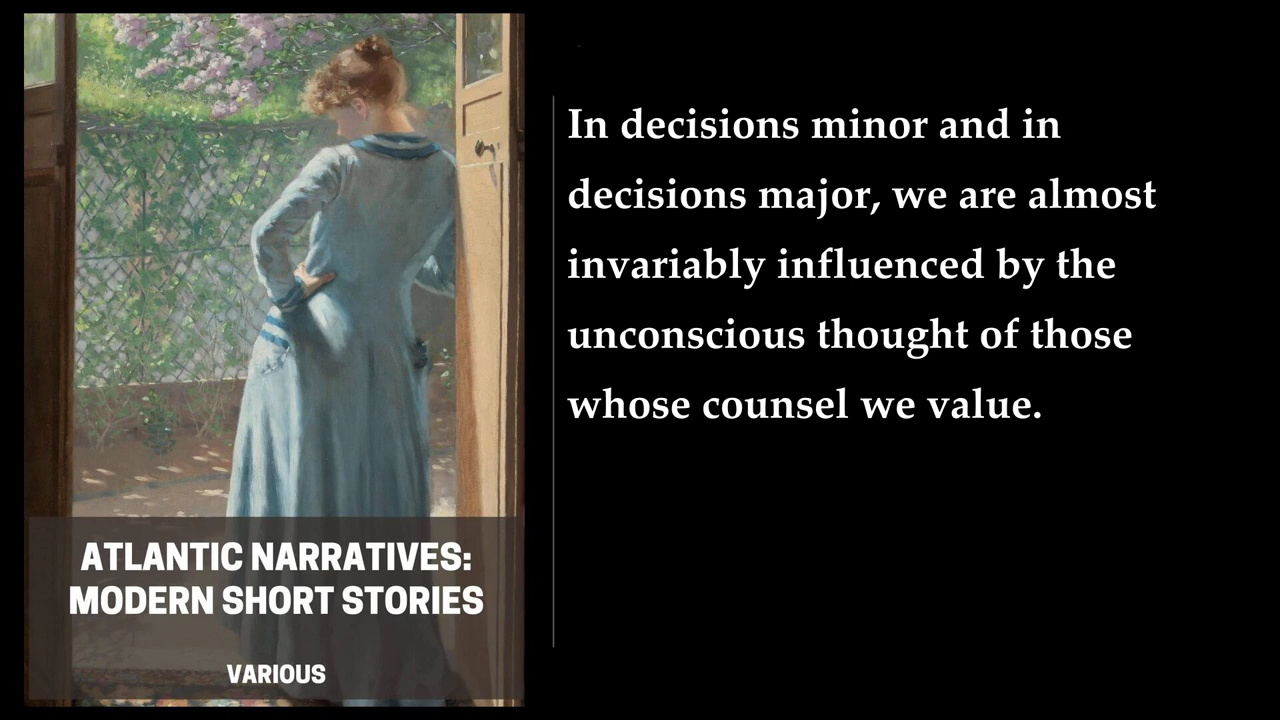 ATLANTIC NARRATIVES:
MODERN SHORT STORIES
VARIOUS
In decisions minor and in
decisions major, we are almost
invariably influenced by the
unconscious thought of those
whose counsel we value.